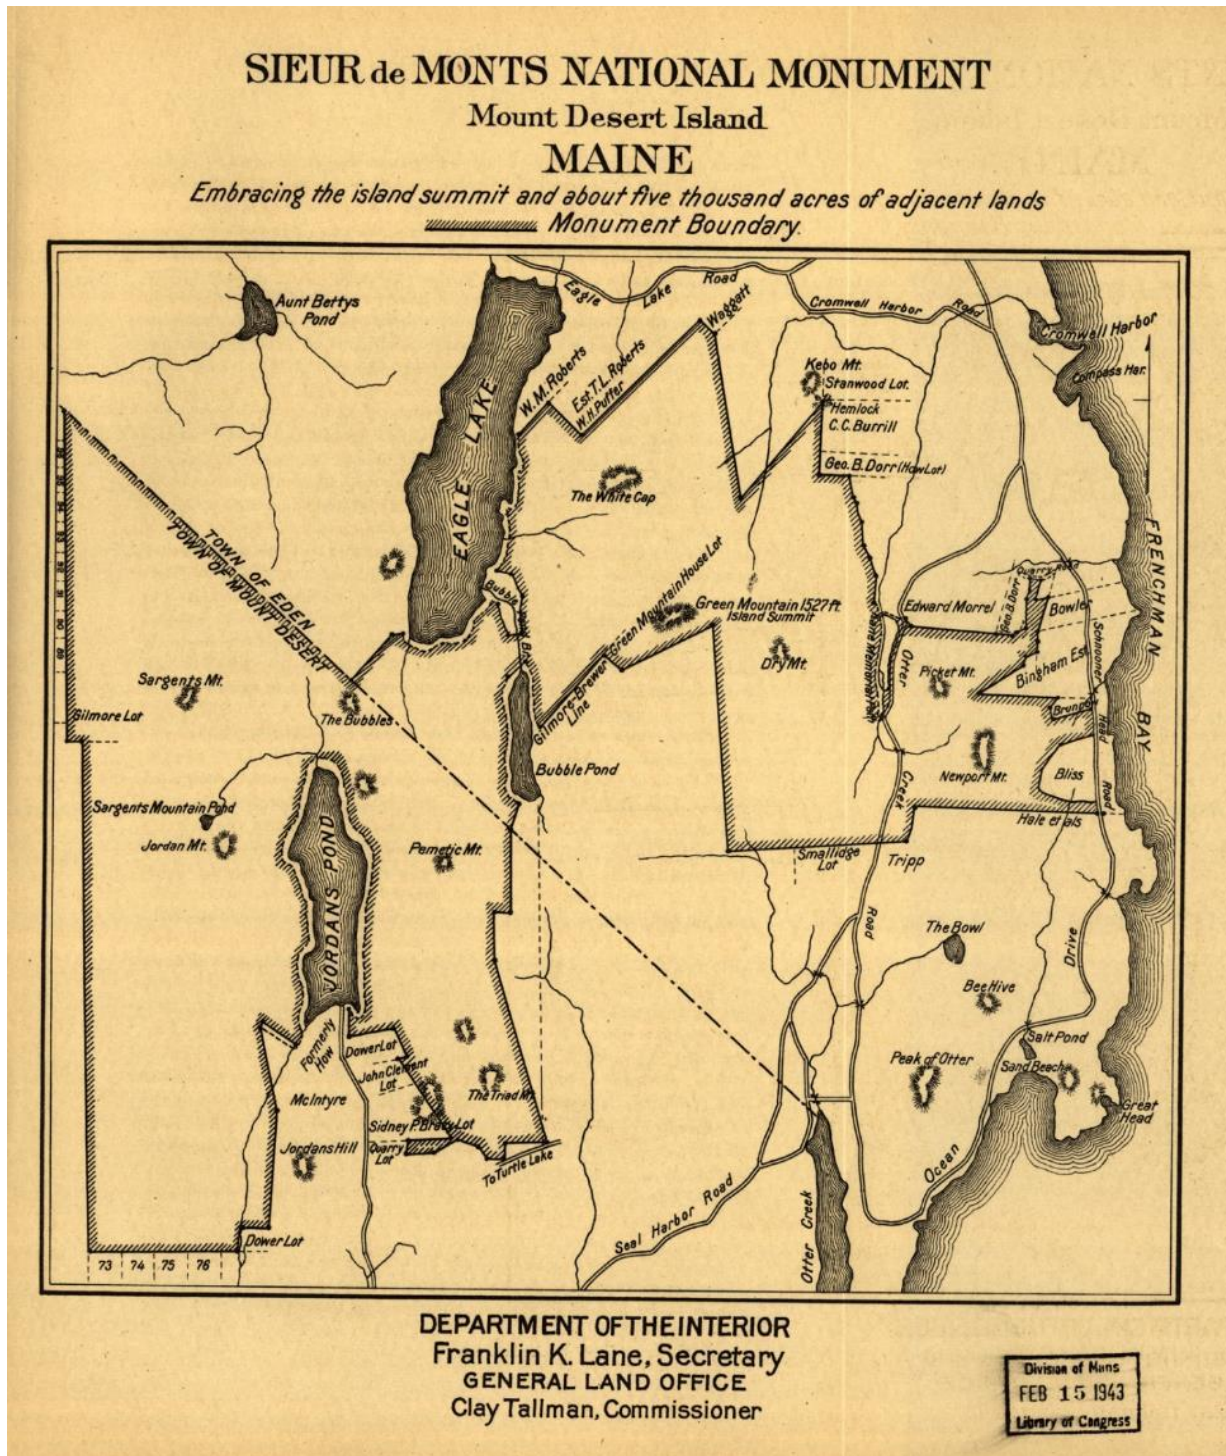 SIEUR de MONTS NATIONAL MONUMENT
Mount Desert Island
MAINE
Embracing the island summit and about five thousand acres of adjacent lands
Monument Boundary.
Aunt Bettys
Pond
Eagle Lake Road
Cromwell Harbor Road
Cromwell Harbor
Compass Har.
Waggatt
W. M. Roberts
Est. T. L. Roberts
W. H. Puffer
Kebo Mt.
Stanwood Lot.
Hemlock
C. C. Burrill
Geo. B. Dorr (How Lot)
EAGLE LAKE
The White Cap
FRENCHMAN BAY
TOWN OF EDEN
TOWN OF MOUNT DESERT
Bubble
Green Mountain House Lot
Gilmore-Brewer
Line
Green Mountain 1527 ft.
Island Summit
Dry Mt.
Edward Morrel
Geo. B. Dorr
Quarry Road
Bowler
Schooner Head Road
Bingham Est.
Picket Mt.
Otter Creek Road
Sargents Mt.
Gilmore Lot
The Bubbles
Bubble Pond
Newport Mt.
Bliss
Hale et als
Sargents Mountain Pond
Jordan Mt.
JORDANS POND
Pemetic Mt.
Smallidge
Lot
Tripp
The Bowl
Bee Hive
Drive
Salt Pond
Peak of Otter
Sand Beach
Great
Head
Formerly
How
Dower Lot
John Clement
Lot
McIntyre
The Triad Mt.
Jordans Hill
Quarry
Lot
To Turtle Lake
Ocean
Seal Harbor Road
Otter Creek
Dower Lot
73 74 75 76
DEPARTMENT OF THE INTERIOR
Franklin K. Lane, Secretary
GENERAL LAND OFFICE
Clay Tallman, Commissioner
Division of Maps
FEB 15 1943
Library of Congress